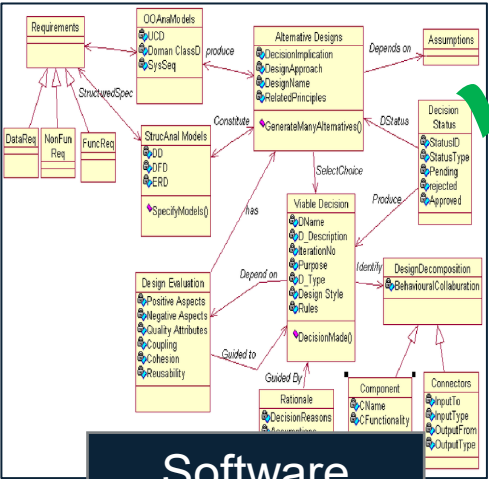 Requirements
DataReq
NonFun
Req
FuncReq
StructuredSpec
OOAnaModels
UCD
Doman ClassD
SysSeq
produce
StrucAnal Models
DD
DFD
ERD
SpecifyModels()
Constitute
Alternative Designs
DecisionImplication
DesignApproach
DesignName
RelatedPrinciples
GenerateManyAlternatives()
Depends on
Assumptions
DStatus
Decision
Status
StatusID
StatusType
Pending
rejected
Approved
SelectChoice
Produce
has
Viable Decision
DName
D_Description
IterationNo
Purpose
D_Type
Design Style
Rules
DecisionMade()
Depend on
Identify
DesignDecomposition
BehaviouralCollaburation
Design Evaluation
Positive Aspects
Negative Aspects
Quality Attributes
Coupling
Cohesion
Reusability
Guided to
Guided By
Rationale
DecisionReasons
Component
CName
CFunctionality
Connectors
InputTo
InputType
OutputFrom
OutputType
Software